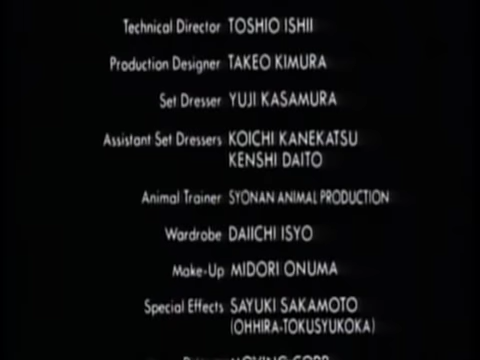 Technical Director TOSHIO ISHII
Production Designer TAKEO KIMURA
Set Dresser YUJI KASAMURA
Assistant Set Dressers KOICHI KANEKATSU
KENSHI DAITO
Animal Trainer SYONAN ANIMAL PRODUCTION
Wardrobe DAIICHI ISYO
Make-Up MIDORI ONUMA
Special Effects SAYUKI SAKAMOTO
(OHHIRA-TOKUSYUKOKA)